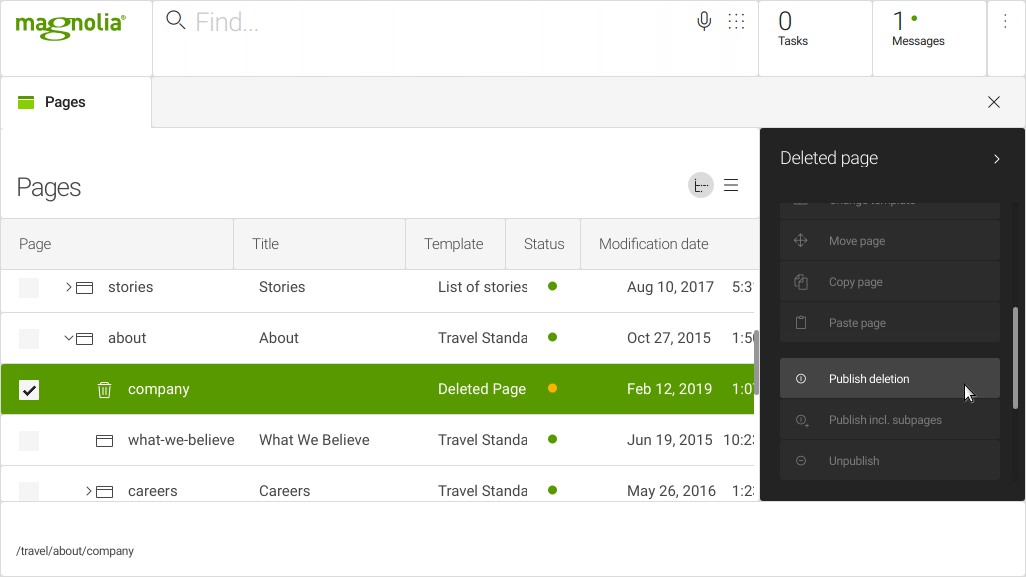 magnolia®
Find...
0
Tasks
1
Messages
Pages
Deleted page
Pages
Page Title Template Status Modification date
stories Stories List of stories Aug 10, 2017 5:3
about About Travel Standa Oct 27, 2015 1:5
company Deleted Page Feb 12, 2019 1:0
what-we-believe What We Believe Travel Standa Jun 19, 2015 10:2
careers Careers Travel Standa May 26, 2016 1:2
Change template
Move page
Copy page
Paste page
Publish deletion
Publish incl. subpages
Unpublish
/travel/about/company